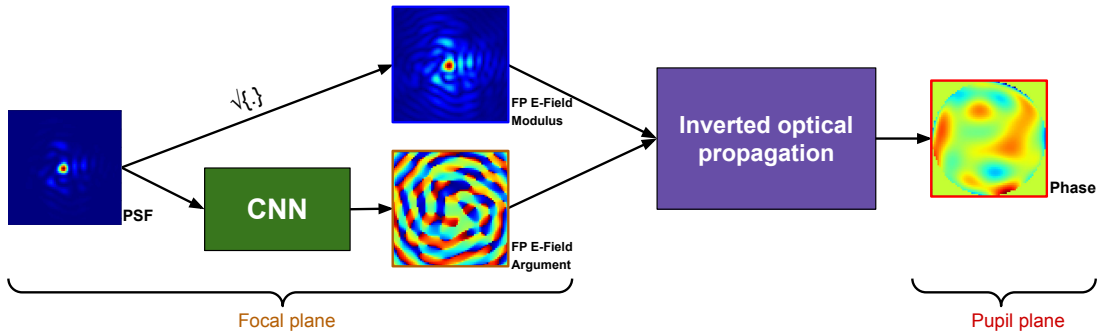 √{.}
FP E-Field
Modulus
Inverted optical
propagation
PSF
CNN
FP E-Field
Argument
Phase
Focal plane
Pupil plane